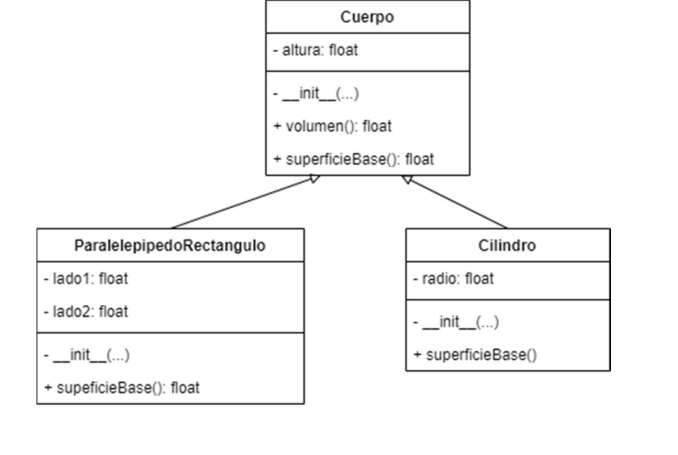 Cuerpo
- altura: float
- __init__(...)
+ volumen(): float
+ superficieBase(): float
ParalelepipedoRectangulo
- lado1: float
- lado2: float
- __init__(...)
+ supeficieBase(): float
Cilindro
- radio: float
- __init__(...)
+ superficieBase()